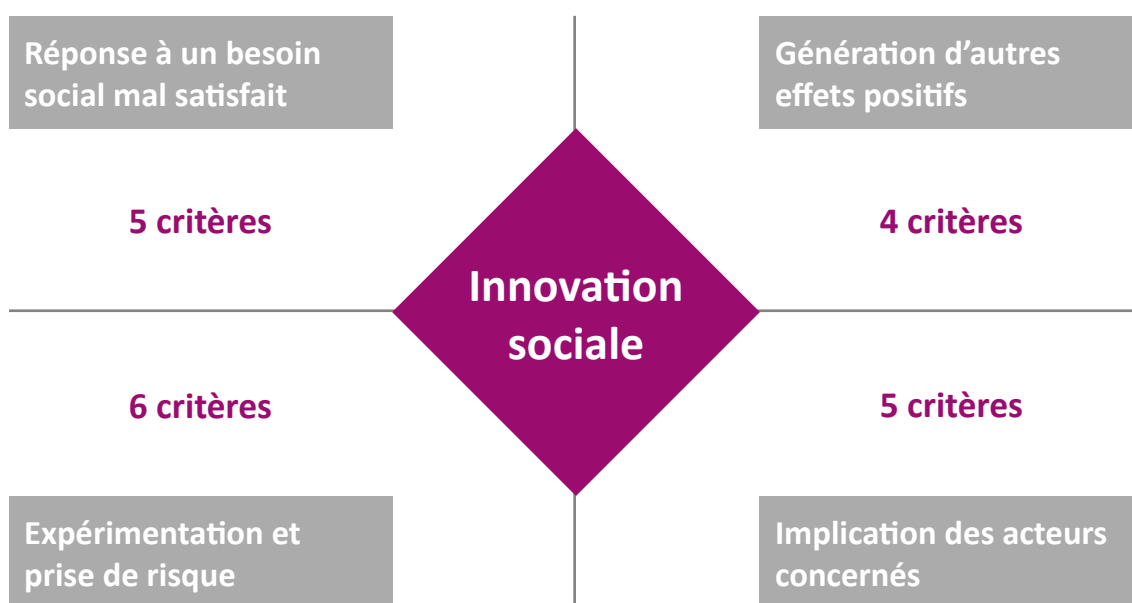 Réponse à un besoin
social mal satisfait
Génération d’autres
effets positifs
5 critères
4 critères
Innovation
sociale
6 critères
5 critères
Expérimentation et
prise de risque
Implication des acteurs
concernés